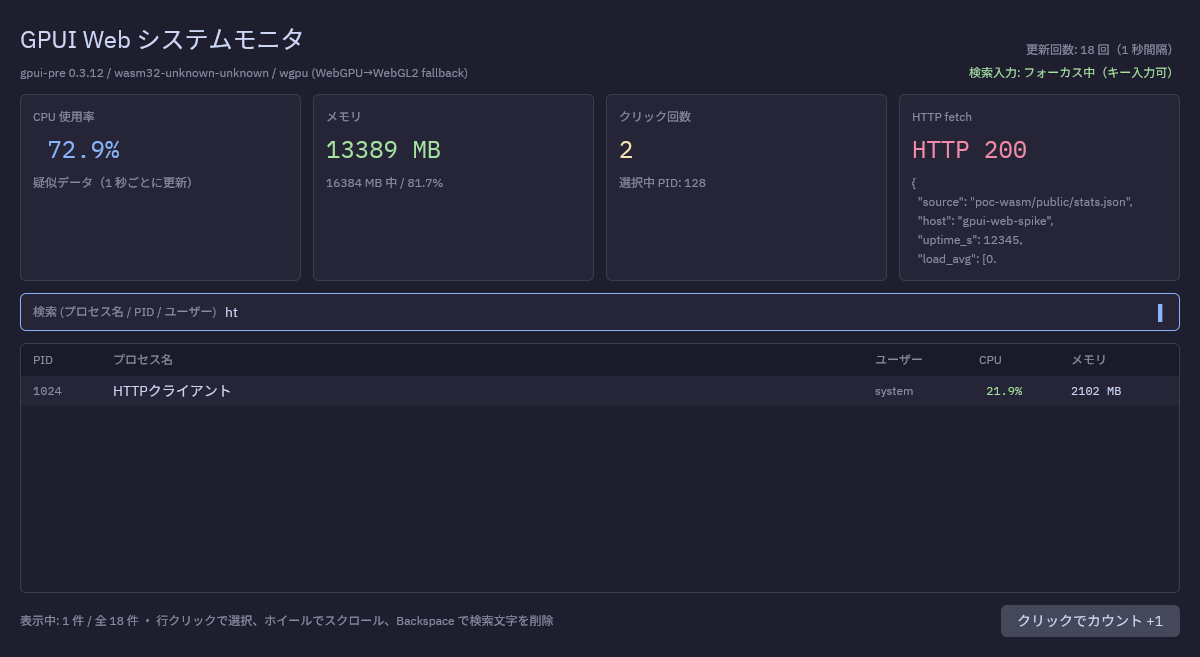 GPUI Web システムモニタ
更新回数: 18 回（1 秒間隔）
gpui-pre 0.3.12 / wasm32-unknown-unknown / wgpu (WebGPU→WebGL2 fallback)
検索入力: フォーカス中（キー入力可）
CPU 使用率
72.9%
疑似データ（1 秒ごとに更新）
メモリ
13389 MB
16384 MB 中 / 81.7%
クリック回数
2
選択中 PID: 128
HTTP fetch
HTTP 200
{
"source": "poc-wasm/public/stats.json",
"host": "gpui-web-spike",
"uptime_s": 12345,
"load_avg": [0.
検索 (プロセス名 / PID / ユーザー) ht
PID プロセス名 ユーザー CPU メモリ
1024 HTTPクライアント system 21.9% 2102 MB
表示中: 1 件 / 全 18 件 ・ 行クリックで選択、ホイールでスクロール、Backspace で検索文字を削除
クリックでカウント +1